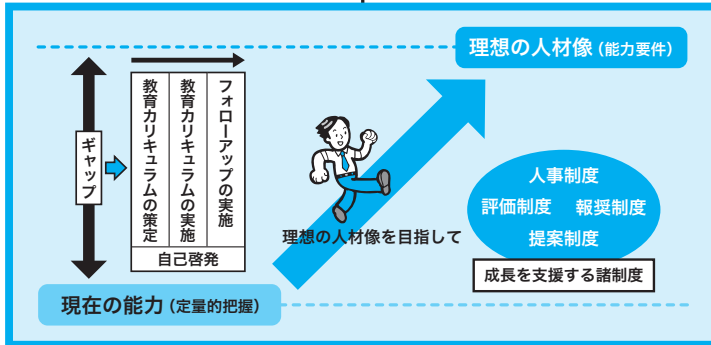 理想の人材像（能力要件）
ギャップ
教育カリキュラムの策定
教育カリキュラムの実施
フォローアップの実施
自己啓発
理想の人材像を目指して
人事制度
評価制度　報奨制度
提案制度
成長を支援する諸制度
現在の能力（定量的把握）